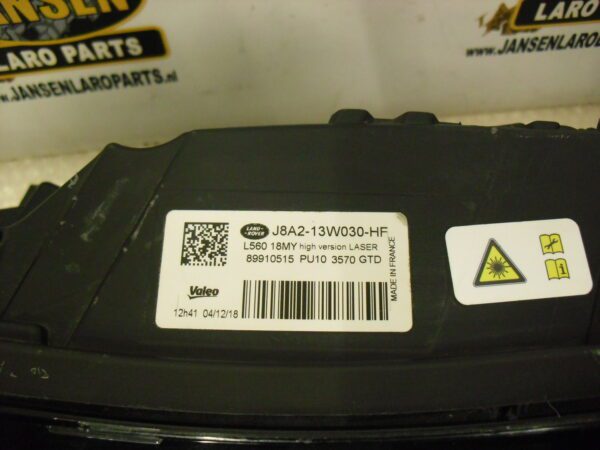 LARO PARTS
WWW.JANSENLAROPARTS.nl
LARO PARTS
WWW.JANSENLAROPARTS
LAND-
ROVER
J8A2-13W030-HF
L560 18MY high version LASER
89910515 PU10 3570 GTD
MADE IN FRANCE
Valeo
12h41 04/12/18